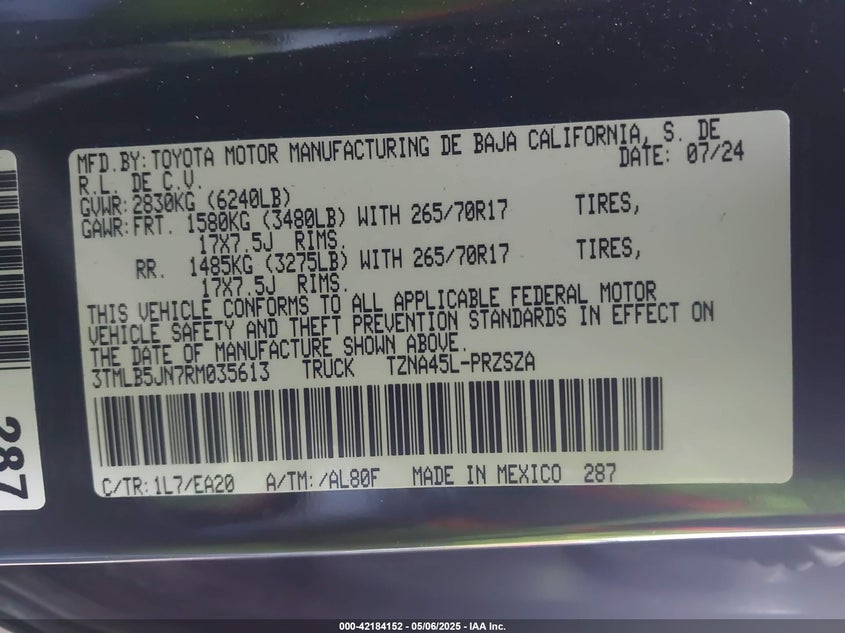 MFD.BY:TOYOTA MOTOR MANUFACTURING DE BAJA CALIFORNIA, S. DE
R.L. DE C.V. DATE: 07/24
GVWR:2830KG (6240LB)
GAWR:FRT. 1580KG (3480LB) WITH 265/70R17 TIRES,
17X7.5J RIMS.
RR. 1485KG (3275LB) WITH 265/70R17 TIRES,
17X7.5J RIMS.
THIS VEHICLE CONFORMS TO ALL APPLICABLE FEDERAL MOTOR
VEHICLE SAFETY AND THEFT PREVENTION STANDARDS IN EFFECT ON
THE DATE OF MANUFACTURE SHOWN ABOVE.
3TMLB5JN7RM035613 TRUCK TZNA45L-PRZSZA
C/TR:1L7/EA20 A/TM:/AL80F MADE IN MEXICO 287
287
000-42184152 - 05/06/2025 - IAA Inc.